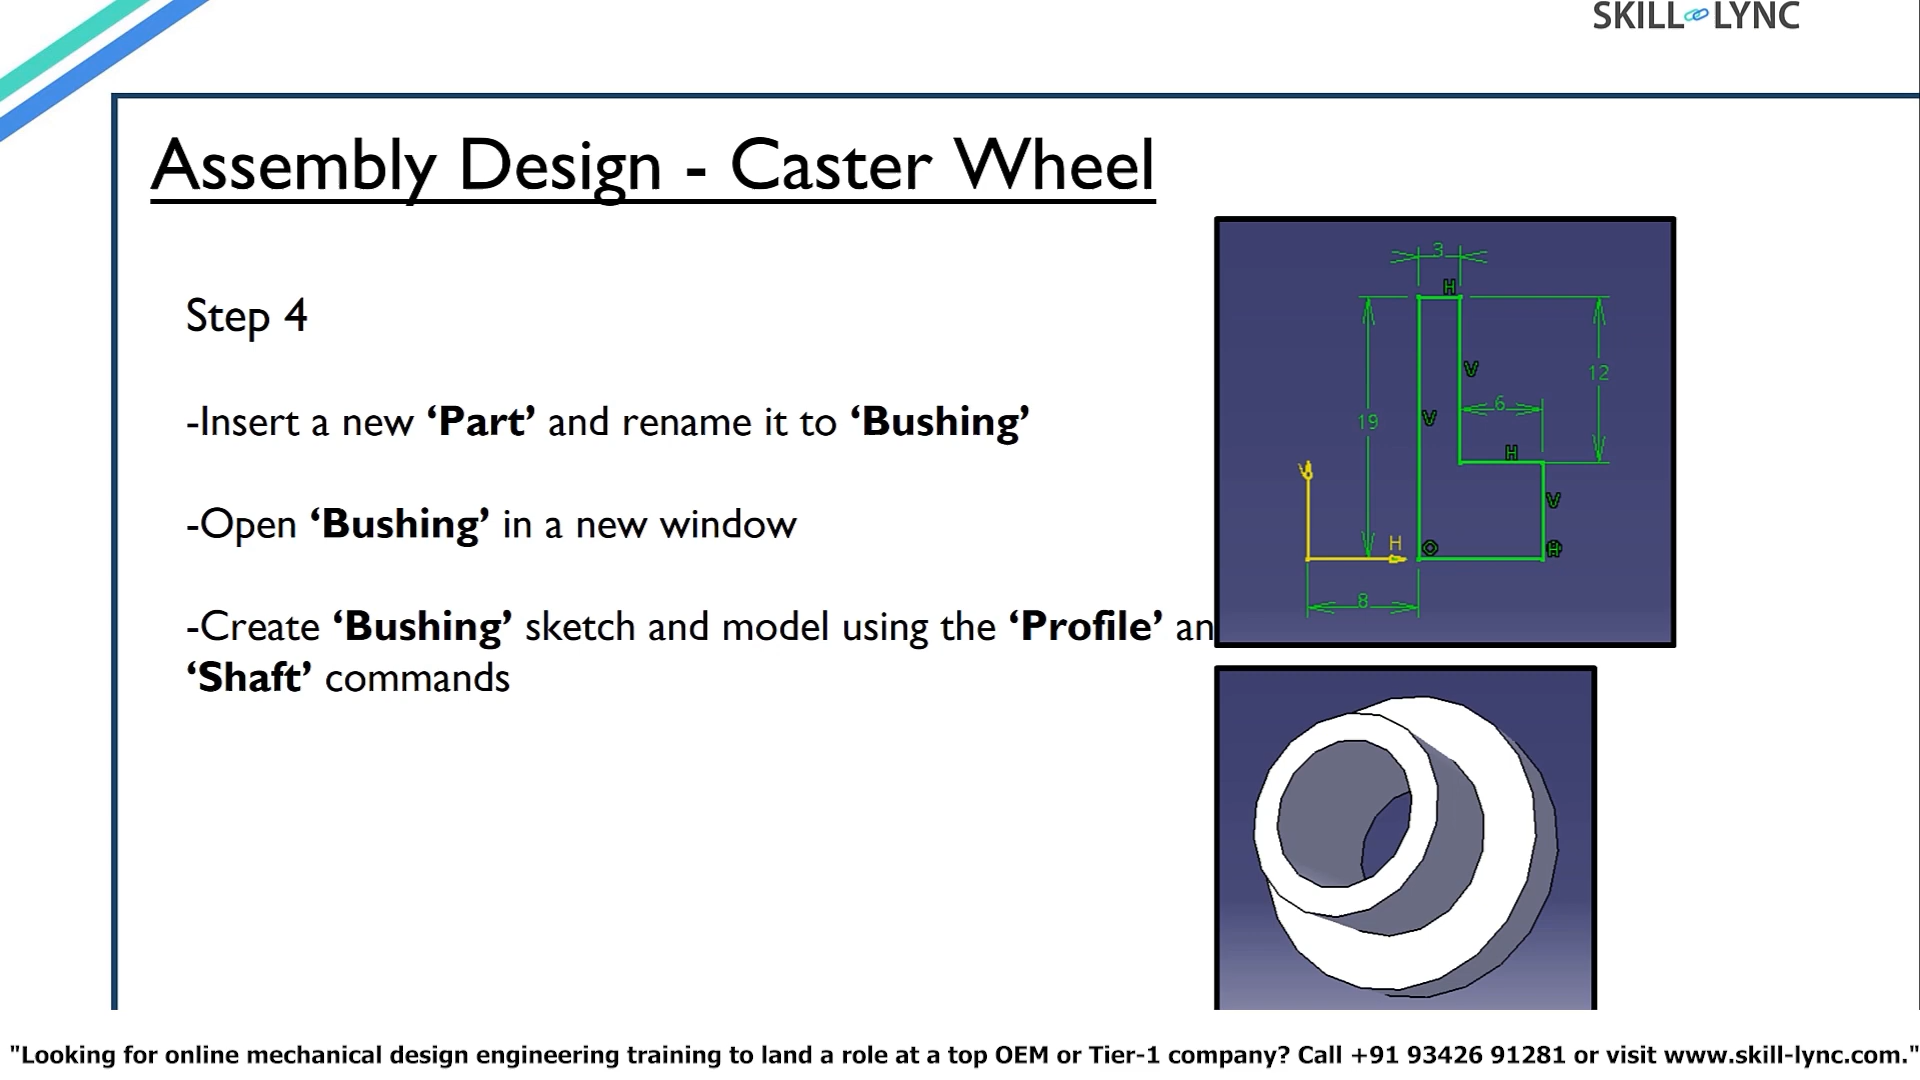 SKILL LYNC
Assembly Design - Caster Wheel
Step 4
-Insert a new ‘Part’ and rename it to ‘Bushing’
-Open ‘Bushing’ in a new window
-Create ‘Bushing’ sketch and model using the ‘Profile’ an
‘Shaft’ commands
3
H
V
12
6
19
V
H
V
V
H
H
8
"Looking for online mechanical design engineering training to land a role at a top OEM or Tier-1 company? Call +91 93426 91281 or visit www.skill-lync.com."